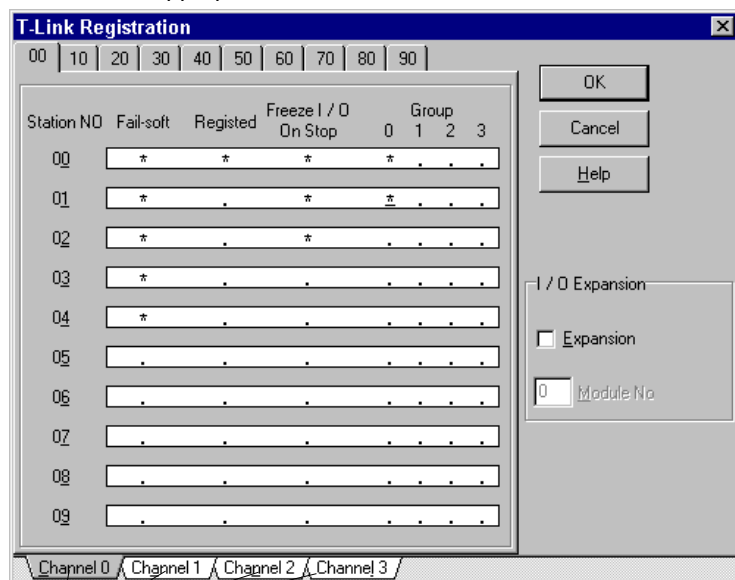 T-Link Registration
00 10 20 30 40 50 60 70 80 90
Station NO Fail-soft Registed Freeze I / O On Stop Group 0 1 2 3
00 * * * * . . .
01 * . * * . . .
02 * . * . . . .
03 * . . . . . .
04 * . . . . . .
05 . . . . . . .
06 . . . . . . .
07 . . . . . . .
08 . . . . . . .
09 . . . . . . .
Channel 0 Channel 1 Channel 2 Channel 3
OK
Cancel
Help
I / O Expansion
Expansion
0 Module No